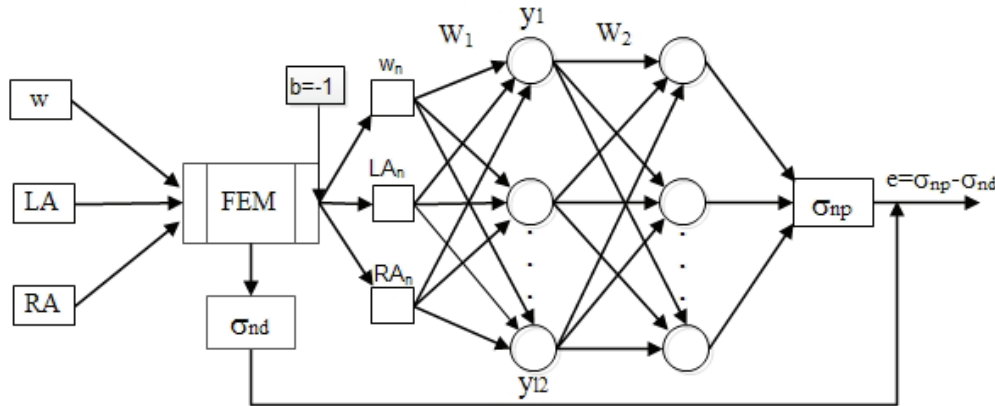 y1
W1
W2
wn
b=-1
w
LAn
LA
FEM
σnp
e=σnp-σnd
RAn
RA
σnd
yl2